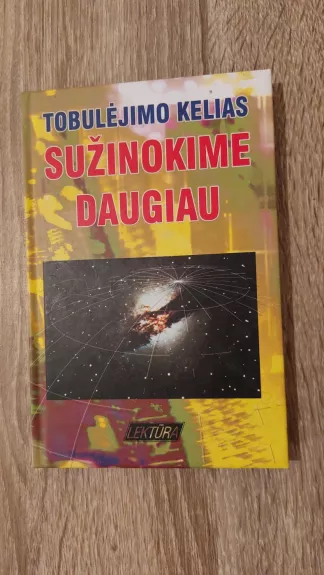 TOBULĖJIMO KELIAS
SUŽINOKIME
DAUGIAU
LEKTŪRA